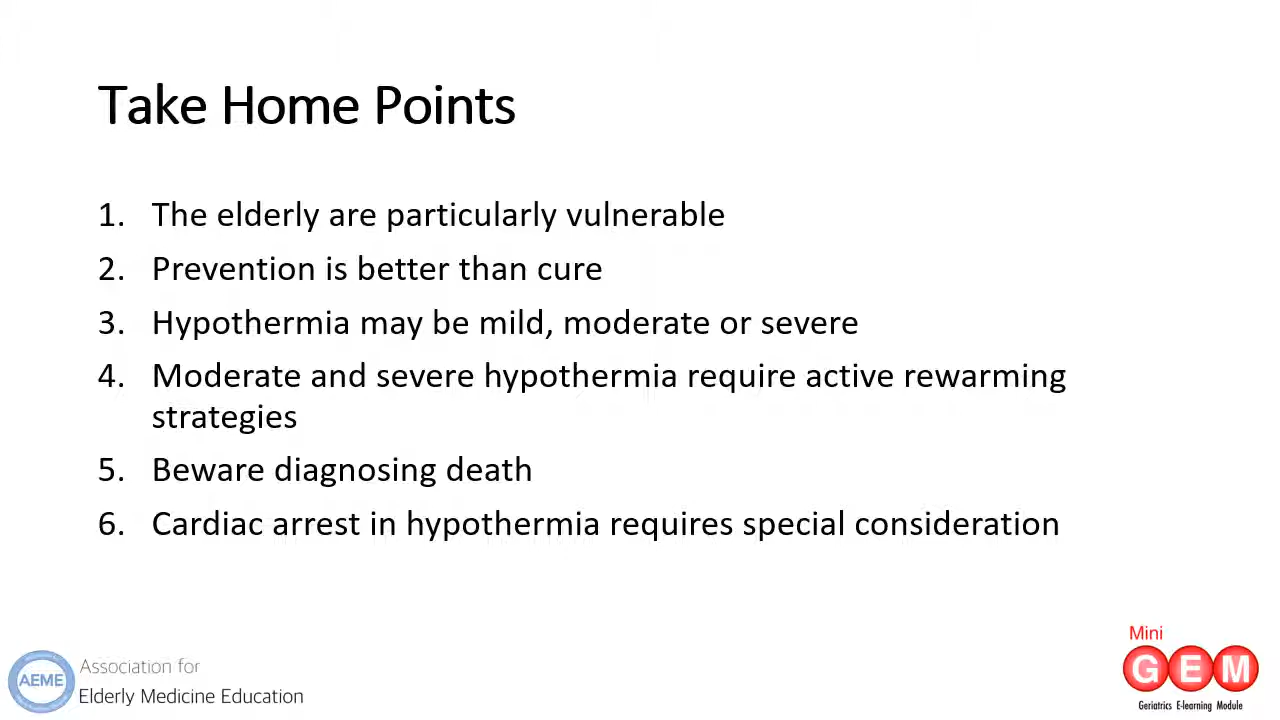 Take Home Points
1. The elderly are particularly vulnerable
2. Prevention is better than cure
3. Hypothermia may be mild, moderate or severe
4. Moderate and severe hypothermia require active rewarming
strategies
5. Beware diagnosing death
6. Cardiac arrest in hypothermia requires special consideration
AEME
Association for
Elderly Medicine Education
Mini
GEM
Geriatrics E-learning Module